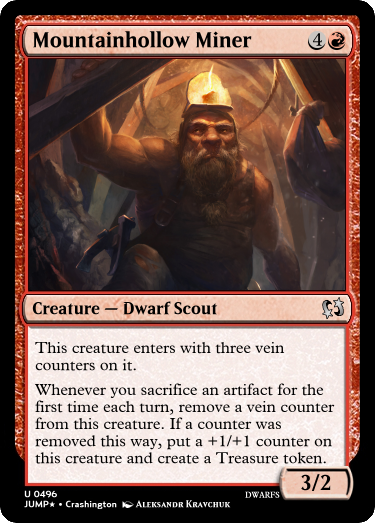 Mountainhollow Miner 4
Creature — Dwarf Scout
This creature enters with three vein
counters on it.
Whenever you sacrifice an artifact for the
first time each turn, remove a vein counter
from this creature. If a counter was
removed this way, put a +1/+1 counter on
this creature and create a Treasure token.
3/2
U 0496 DWARFS
JUMP★ • Crashington Aleksandr Kravchuk